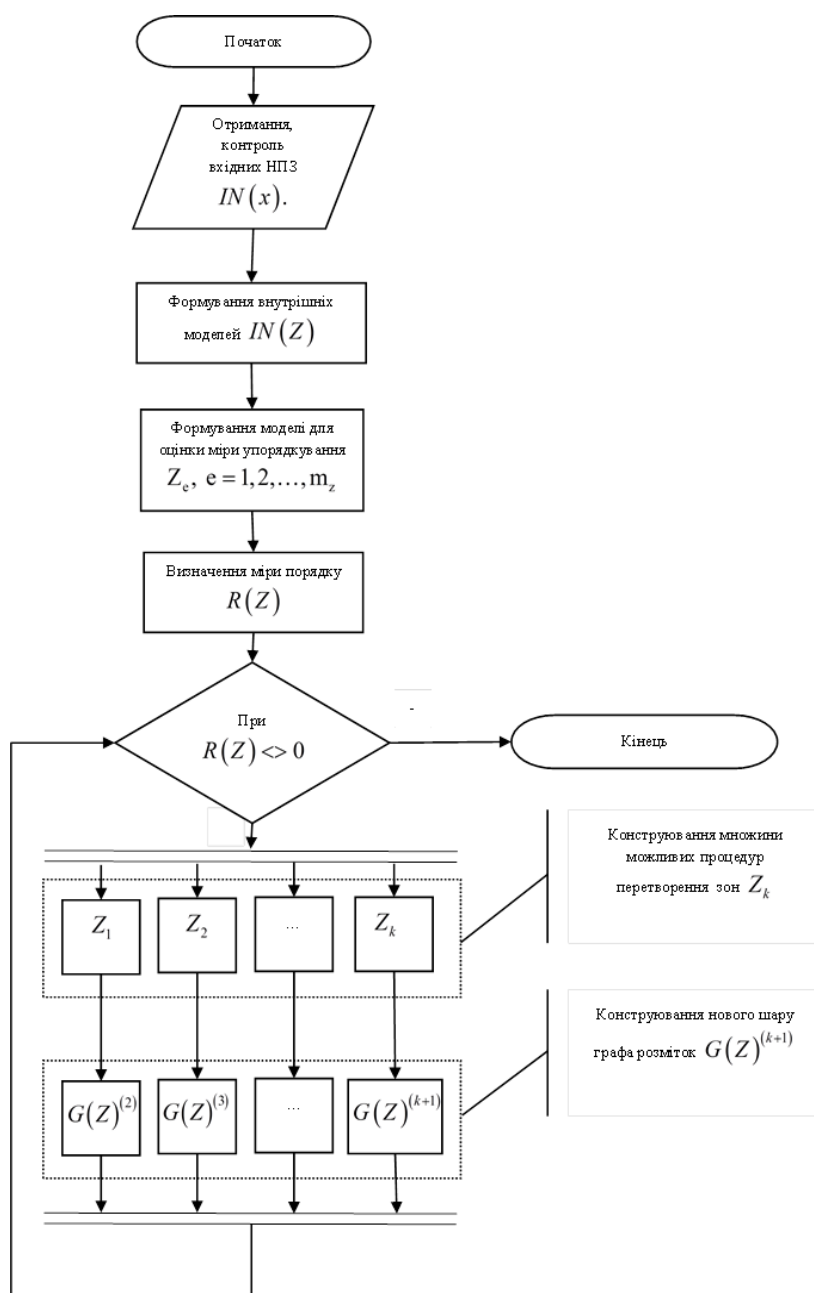 Початок
Отримання,
контроль
вхідних НПЗ
IN(x).
Формування внутрішніх
моделей IN(Z)
Формування моделі для
оцінки міри упорядкування
Z_e, e = 1, 2, …, m_z
Визначення міри порядку
R(Z)
При
R(Z) <> 0
-
Кінець
Конструювання множини
можливих процедур
перетворення зон Z_k
Z_1 Z_2 … Z_k
Конструювання нового шару
графа розміток G(Z)^(k+1)
G(Z)^(2) G(Z)^(3) … G(Z)^(k+1)